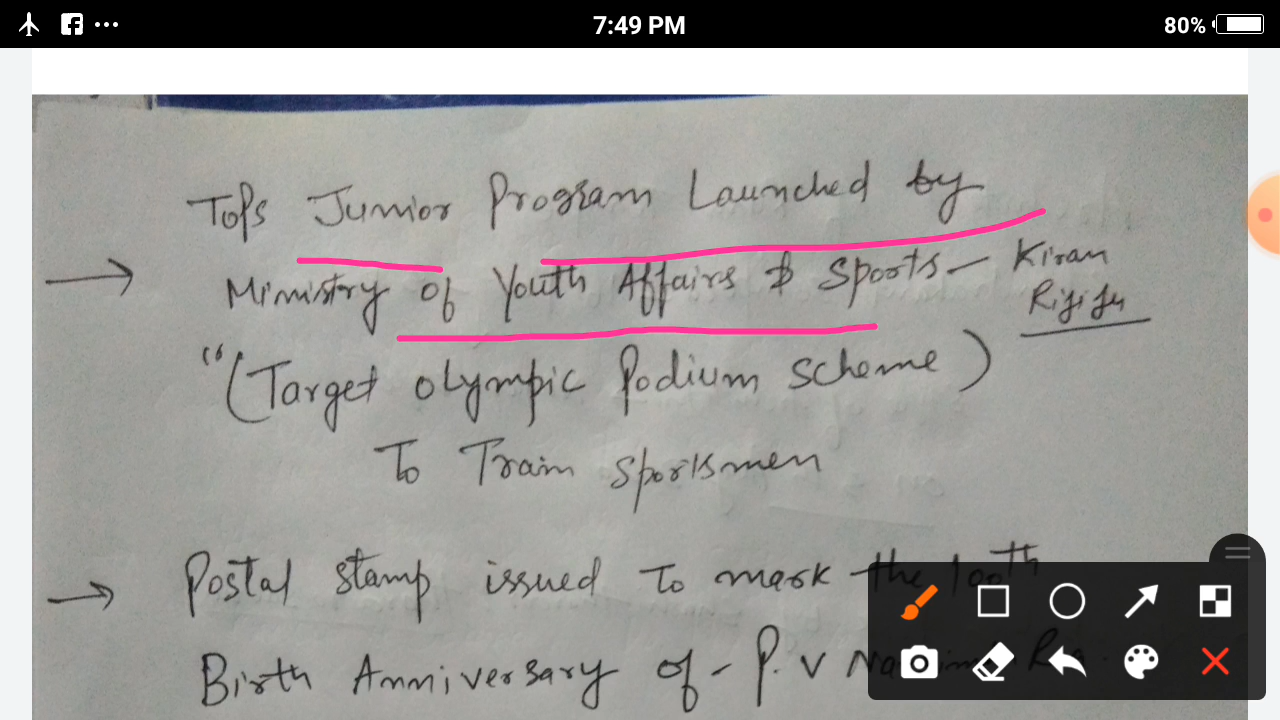 7:49 PM
80%
Tops Junior Program Launched by
Ministry of Youth Affairs & Sports - Kiran
Rijiju
"(Target Olympic Podium Scheme)
To Train Sportsmen
Postal stamp issued to mark the 100th
Birth Anniversary of - P. V